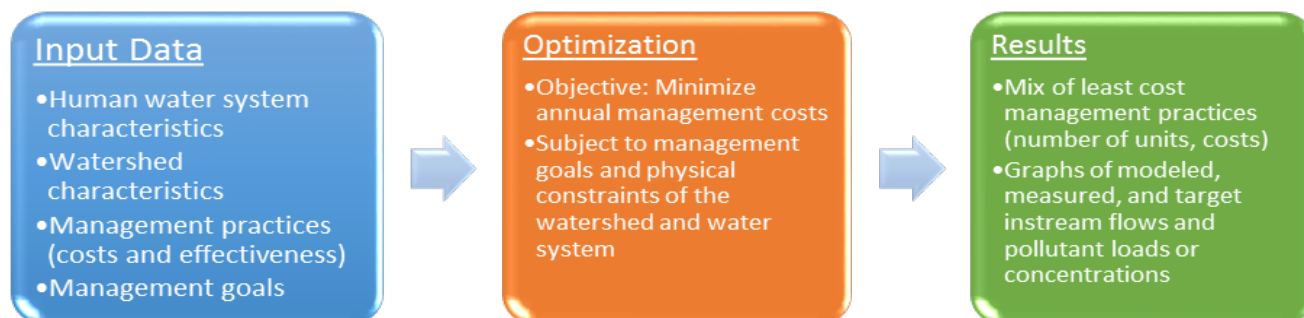 Input Data
•Human water system
characteristics
•Watershed
characteristics
•Management practices
(costs and effectiveness)
•Management goals
Optimization
•Objective: Minimize
annual management costs
•Subject to management
goals and physical
constraints of the
watershed and water
system
Results
•Mix of least cost
management practices
(number of units, costs)
•Graphs of modeled,
measured, and target
instream flows and
pollutant loads or
concentrations